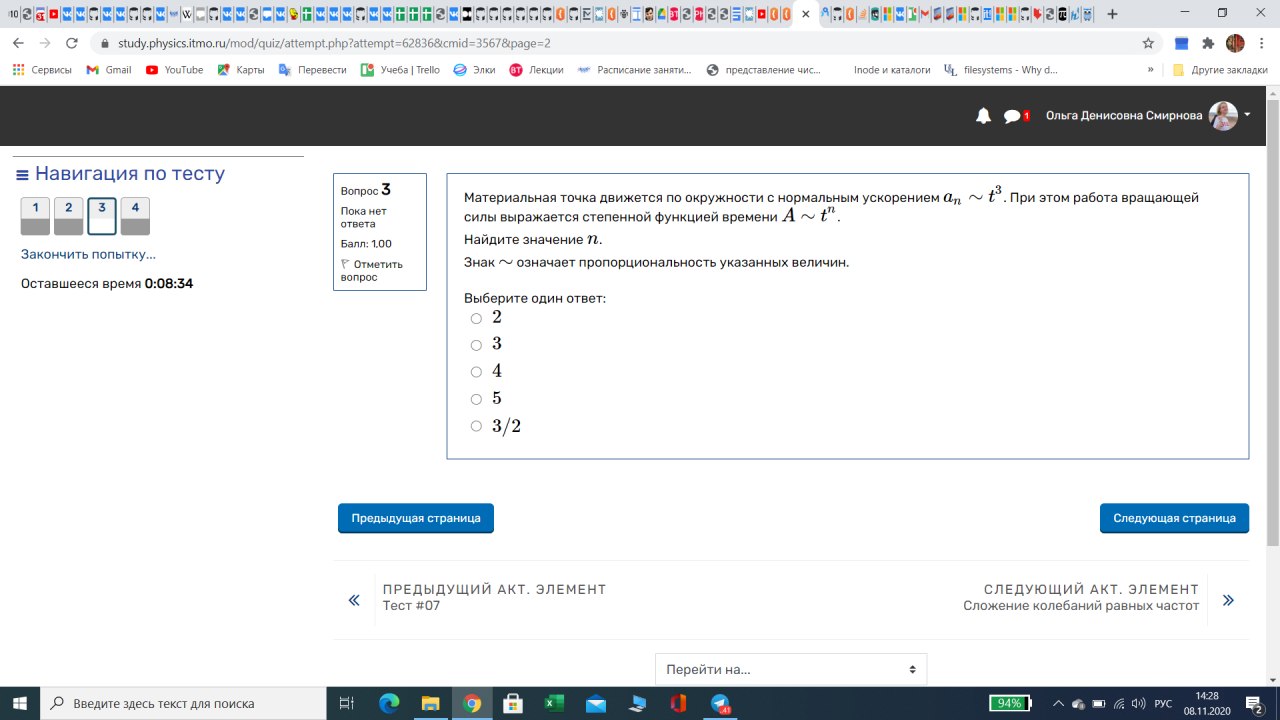 study.physics.itmo.ru/mod/quiz/attempt.php?attempt=62836&cmid=3567&page=2
Сервисы Gmail YouTube Карты Перевести Учеба | Trello Элки Лекции Расписание заняти... представление чис... Inode и каталоги filesystems - Why d... » Другие закладки
1 Ольга Денисовна Смирнова
Навигация по тесту
1 2 3 4
Закончить попытку...
Оставшееся время 0:08:34
Вопрос 3
Пока нет
ответа
Балл: 1,00
Отметить
вопрос
Материальная точка движется по окружности с нормальным ускорением aₙ ∼ t³. При этом работа вращающей
силы выражается степенной функцией времени A ∼ tⁿ.
Найдите значение n.
Знак ∼ означает пропорциональность указанных величин.
Выберите один ответ:
2
3
4
5
3/2
Предыдущая страница
Следующая страница
ПРЕДЫДУЩИЙ АКТ. ЭЛЕМЕНТ
Тест #07
СЛЕДУЮЩИЙ АКТ. ЭЛЕМЕНТ
Сложение колебаний равных частот
Перейти на...
Введите здесь текст для поиска
94%
РУС
14:28
08.11.2020
2